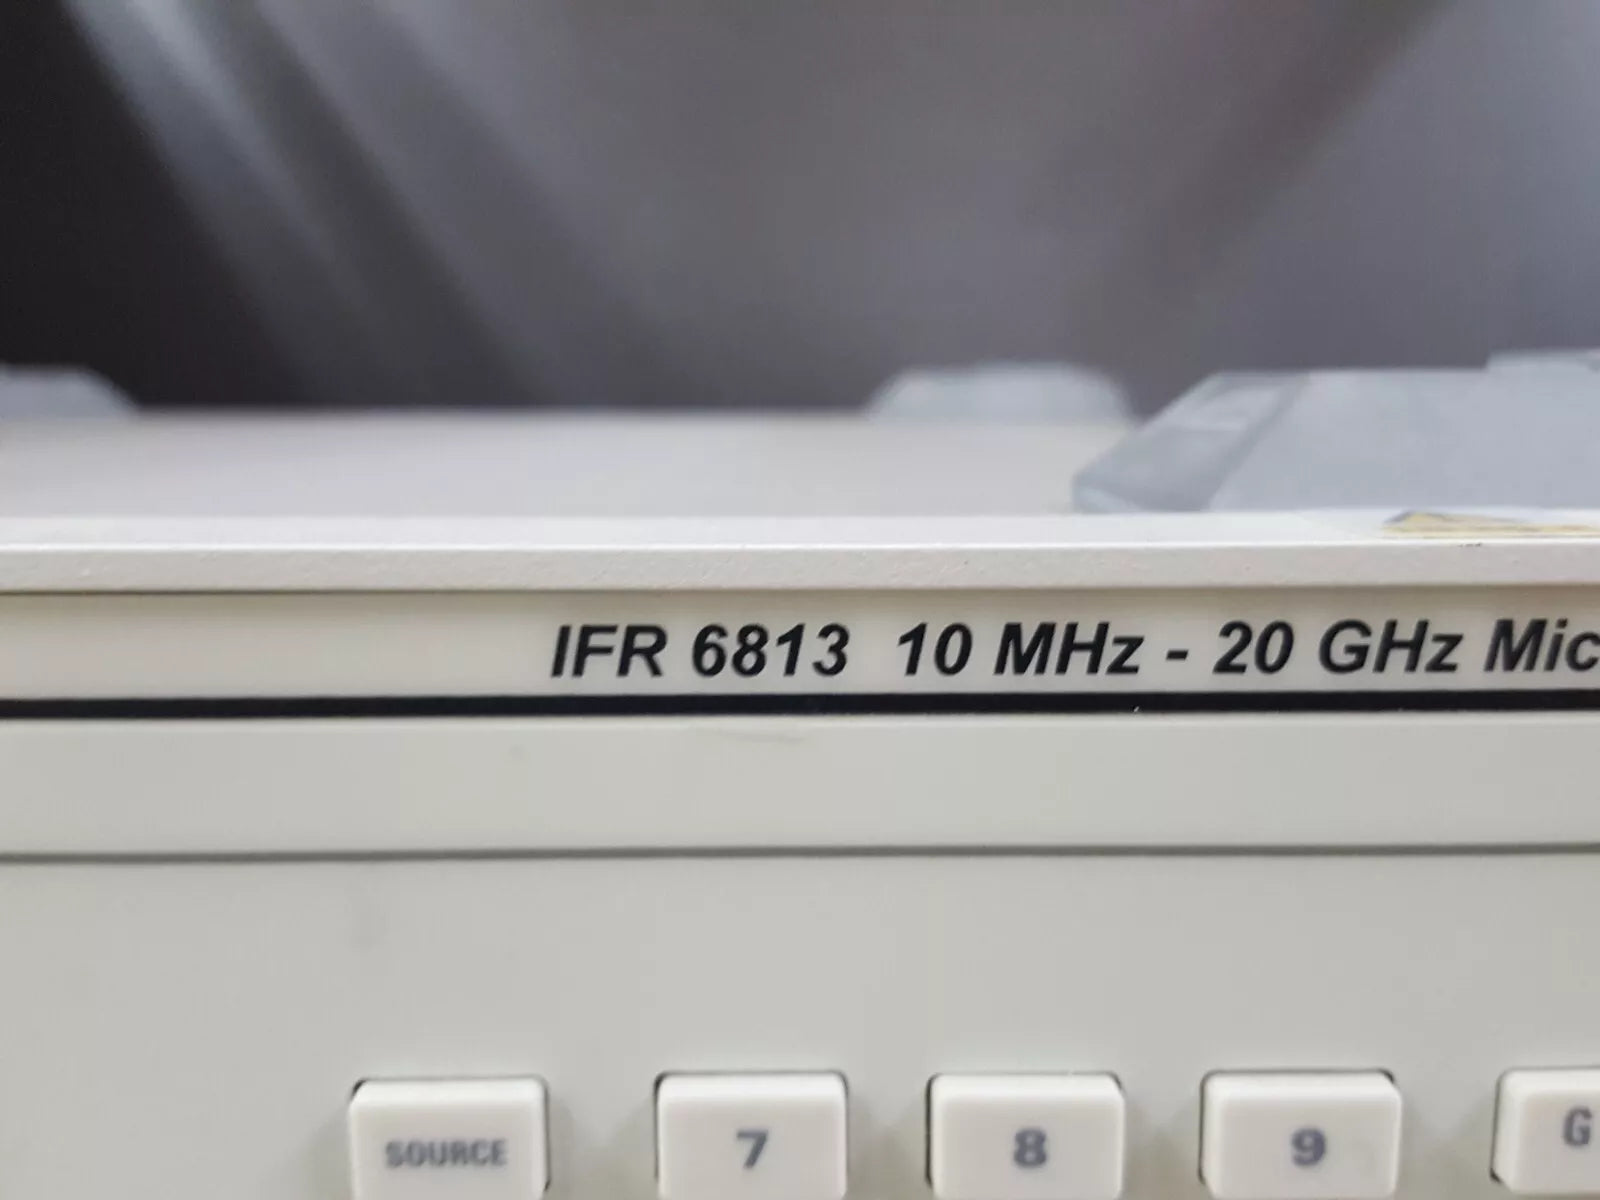 IFR 6813 10 MHz - 20 GHz Mic
SOURCE 7 8 9 G